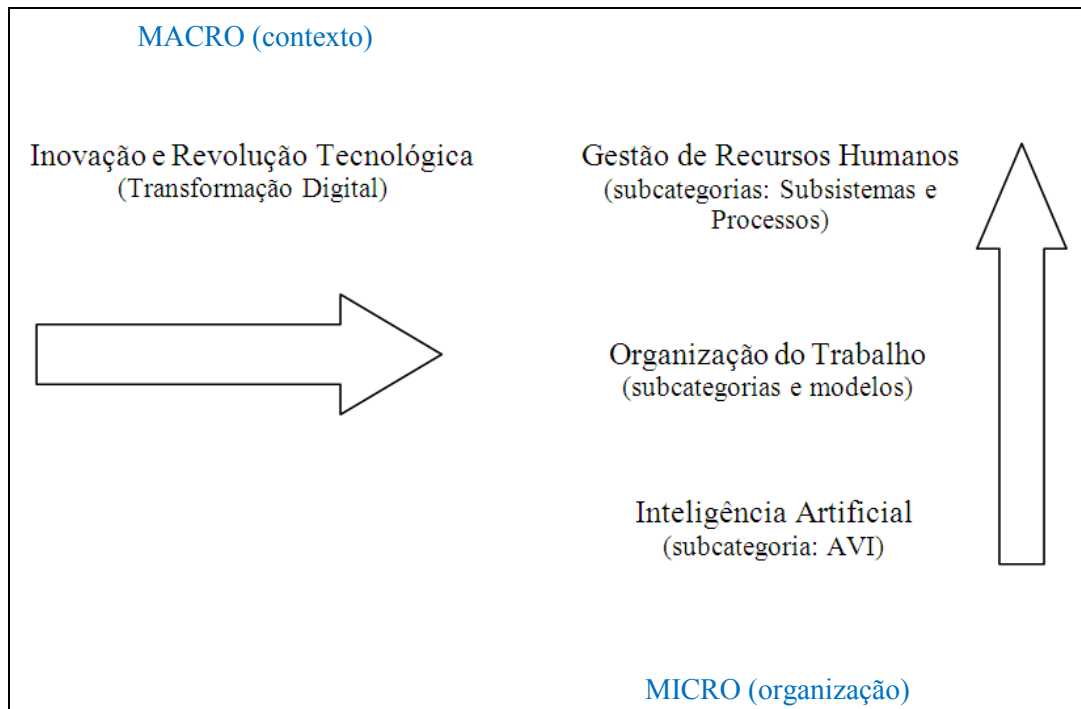 MACRO (contexto)
Inovação e Revolução Tecnológica
(Transformação Digital)
Gestão de Recursos Humanos
(subcategorias: Subsistemas e
Processos)
Organização do Trabalho
(subcategorias e modelos)
Inteligência Artificial
(subcategoria: AVI)
MICRO (organização)